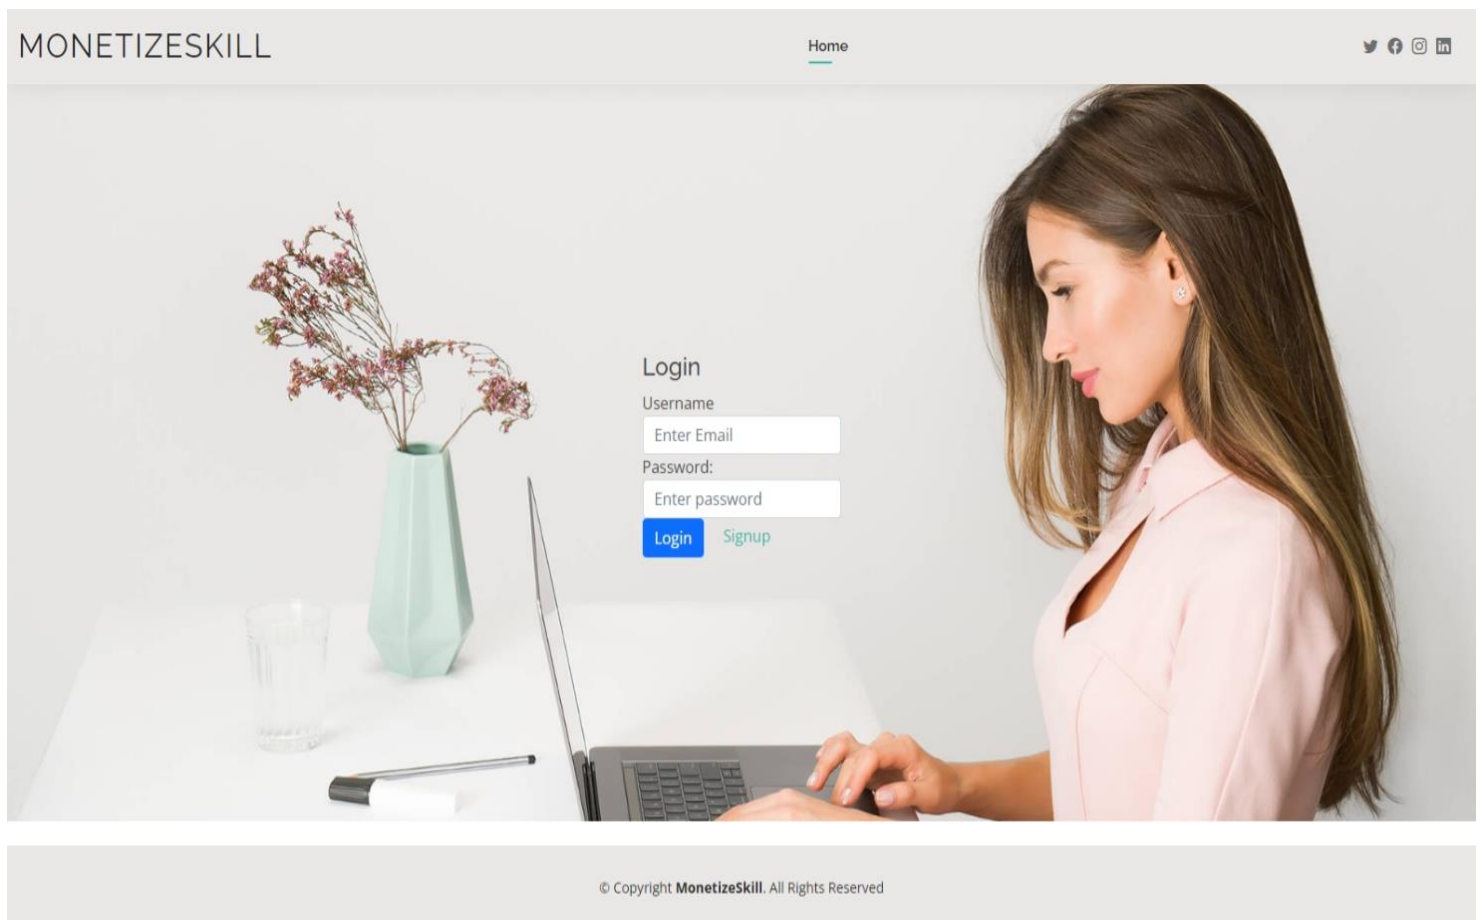 MONETIZESKILL
Home
Login
Username
Enter Email
Password:
Enter password
Login Signup
© Copyright MonetizeSkill. All Rights Reserved